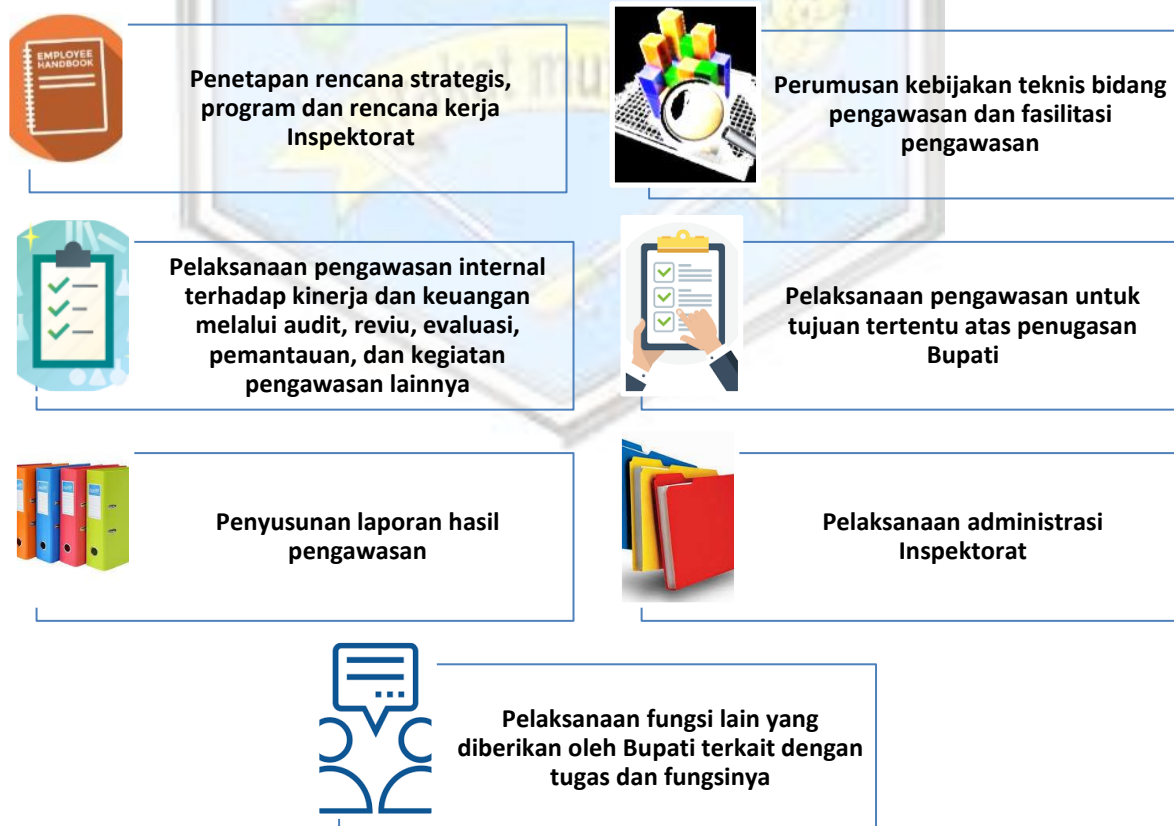 EMPLOYEE
HANDBOOK
Penetapan rencana strategis,
program dan rencana kerja
Inspektorat
Perumusan kebijakan teknis bidang
pengawasan dan fasilitasi
pengawasan
Pelaksanaan pengawasan internal
terhadap kinerja dan keuangan
melalui audit, reviu, evaluasi,
pemantauan, dan kegiatan
pengawasan lainnya
Pelaksanaan pengawasan untuk
tujuan tertentu atas penugasan
Bupati
Penyusunan laporan hasil
pengawasan
Pelaksanaan administrasi
Inspektorat
Pelaksanaan fungsi lain yang
diberikan oleh Bupati terkait dengan
tugas dan fungsinya